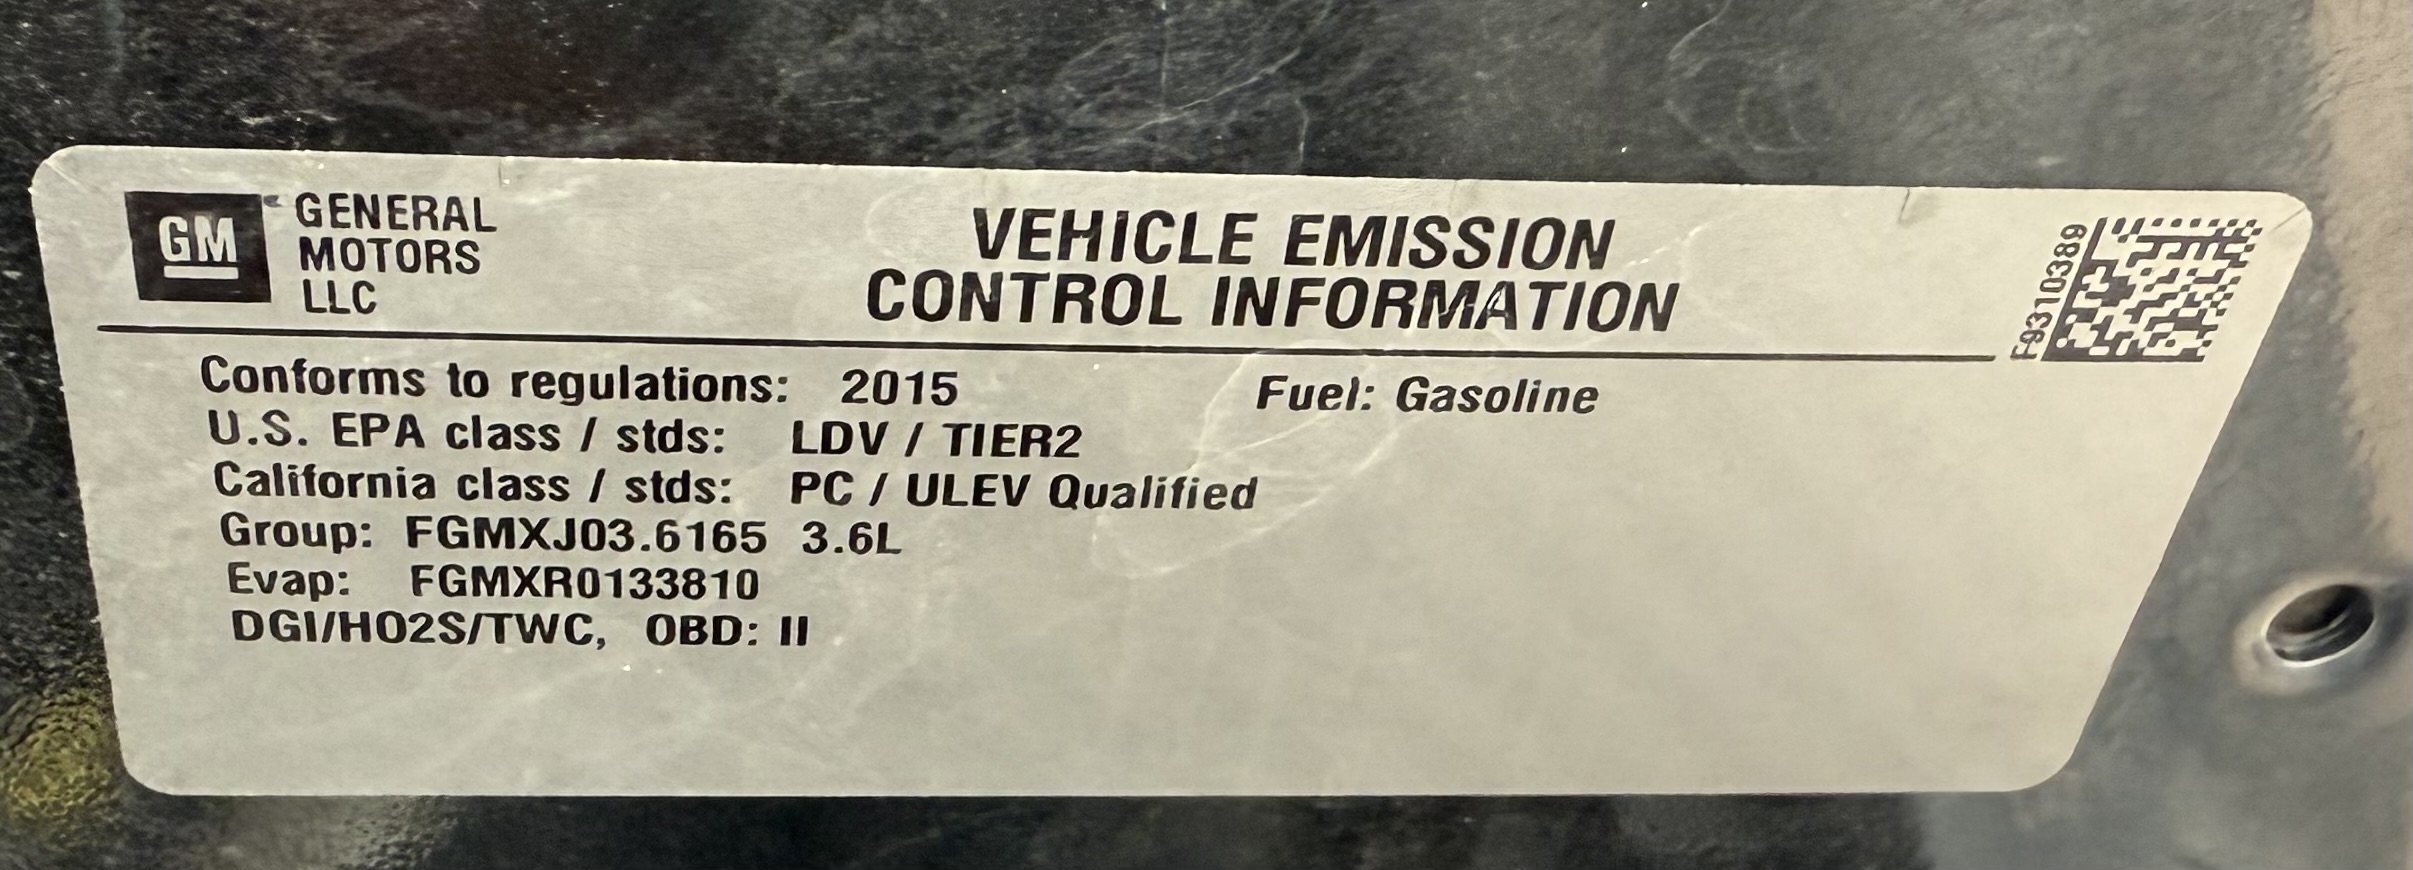 GM
GENERAL
MOTORS
LLC
VEHICLE EMISSION
CONTROL INFORMATION
F9310389
Conforms to regulations: 2015 Fuel: Gasoline
U.S. EPA class / stds: LDV / TIER2
California class / stds: PC / ULEV Qualified
Group: FGMXJ03.6165 3.6L
Evap: FGMXR0133810
DGI/HO2S/TWC, OBD: II